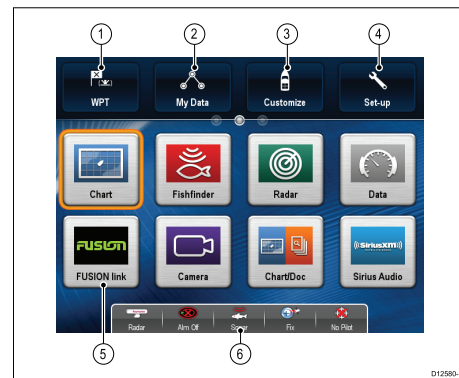 1 2 3 4
WPT My Data Customize Set-up
Chart Fishfinder Radar Data
FUSION
((SiriusXM))
FUSION link Camera Chart/Doc Sirius Audio
Radar Alm Off Sonar Fix No Pilot
5 6
D12580-